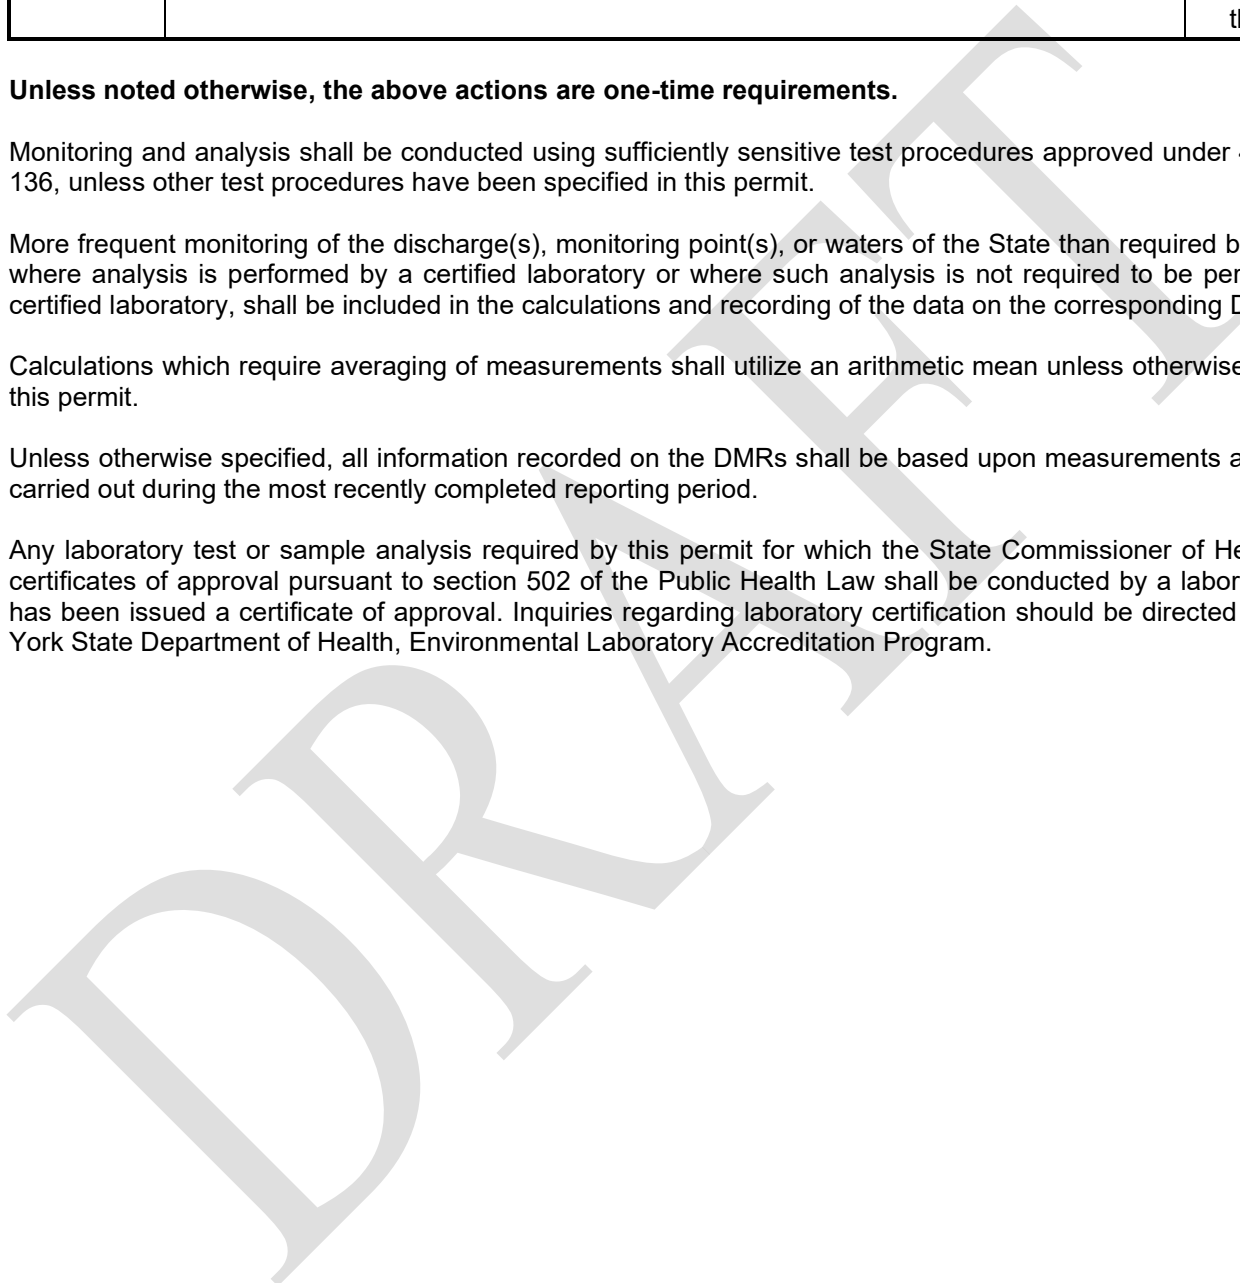 Unless noted otherwise, the above actions are one-time requirements.
Monitoring and analysis shall be conducted using sufficiently sensitive test procedures approved under
136, unless other test procedures have been specified in this permit.
More frequent monitoring of the discharge(s), monitoring point(s), or waters of the State than required
where analysis is performed by a certified laboratory or where such analysis is not required to be
certified laboratory, shall be included in the calculations and recording of the data on the corresponding
Calculations which require averaging of measurements shall utilize an arithmetic mean unless otherwise
this permit.
Unless otherwise specified, all information recorded on the DMRs shall be based upon measurements
carried out during the most recently completed reporting period.
Any laboratory test or sample analysis required by this permit for which the State Commissioner of
certificates of approval pursuant to section 502 of the Public Health Law shall be conducted by a
has been issued a certificate of approval. Inquiries regarding laboratory certification should be directed
York State Department of Health, Environmental Laboratory Accreditation Program.
DRAFT